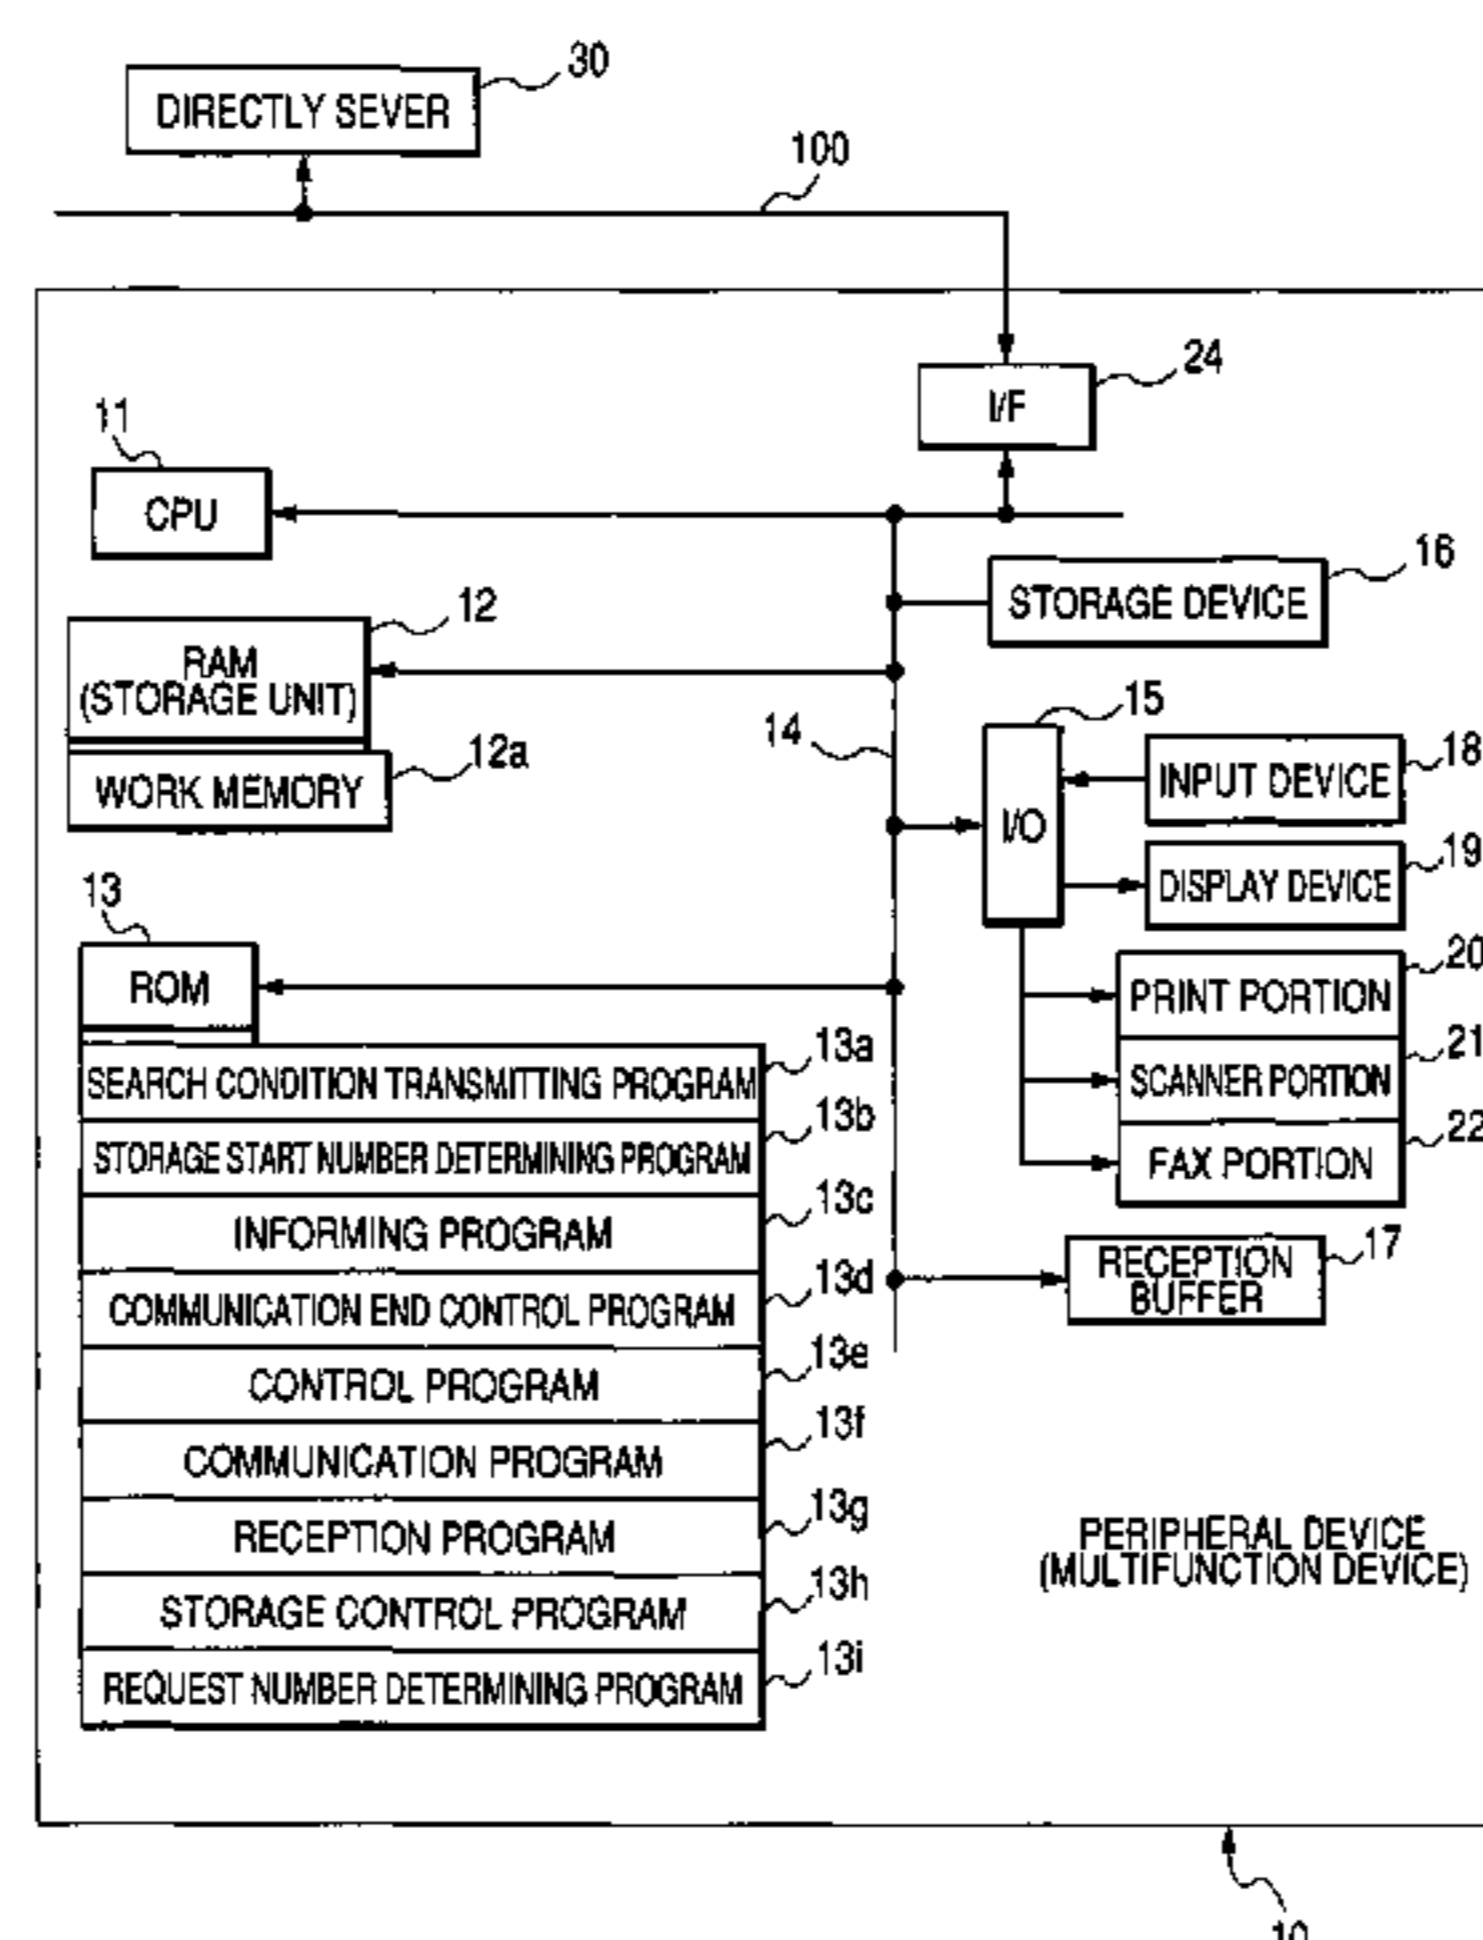 30
DIRECTLY SEVER
100
24
I/F
11
CPU
16
STORAGE DEVICE
12
RAM
(STORAGE UNIT)
12a
WORK MEMORY
14
15
I/O
18
INPUT DEVICE
19
DISPLAY DEVICE
20
PRINT PORTION
21
SCANNER PORTION
22
FAX PORTION
17
RECEPTION
BUFFER
13
ROM
13a
SEARCH CONDITION TRANSMITTING PROGRAM
13b
STORAGE START NUMBER DETERMINING PROGRAM
13c
INFORMING PROGRAM
13d
COMMUNICATION END CONTROL PROGRAM
13e
CONTROL PROGRAM
13f
COMMUNICATION PROGRAM
13g
RECEPTION PROGRAM
13h
STORAGE CONTROL PROGRAM
13i
REQUEST NUMBER DETERMINING PROGRAM
PERIPHERAL DEVICE
(MULTIFUNCTION DEVICE)
10